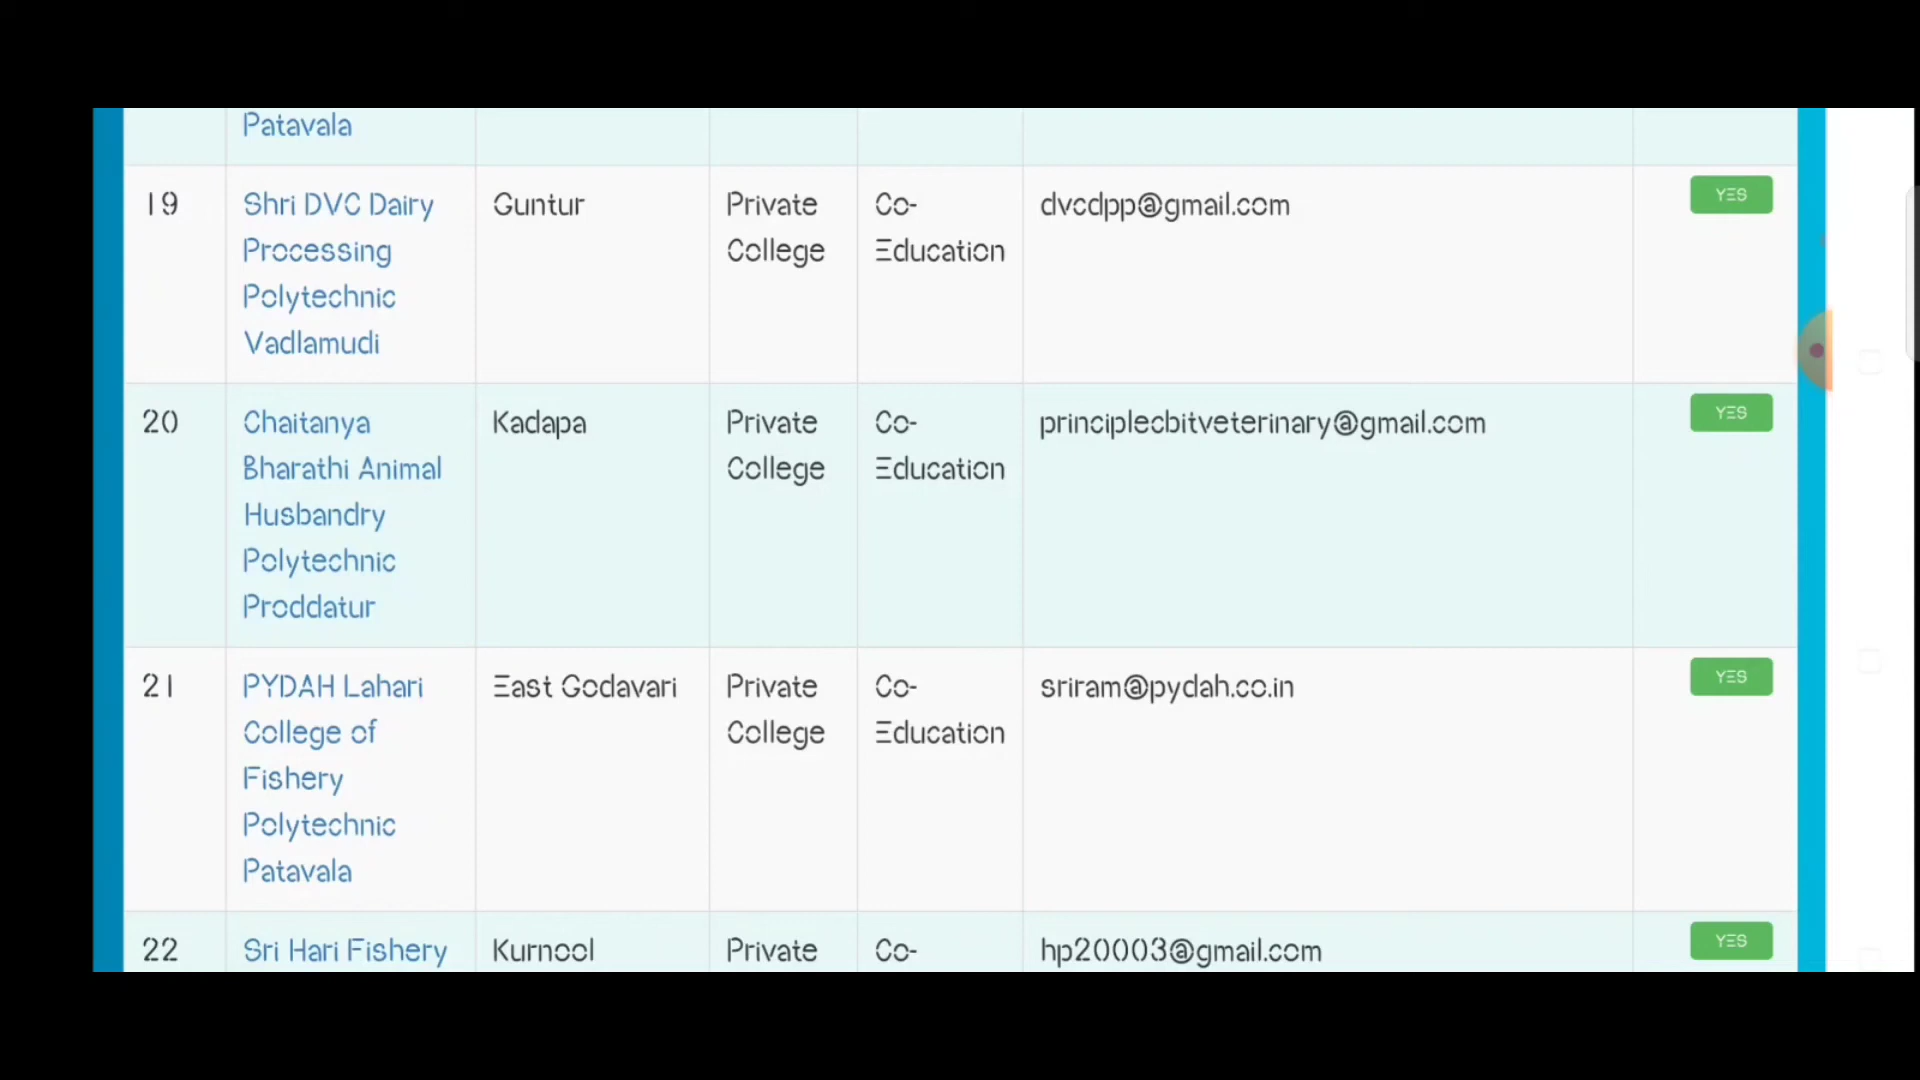 Patavala
19 Shri DVC Dairy Guntur Private Co- dvcdpp@gmail.com YES
Processing College Education
Polytechnic
Vadlamudi
20 Chaitanya Kadapa Private Co- principlecbitveterinary@gmail.com YES
Bharathi Animal College Education
Husbandry
Polytechnic
Proddatur
21 PYDAH Lahari East Godavari Private Co- sriram@pydah.co.in YES
College of College Education
Fishery
Polytechnic
Patavala
22 Sri Hari Fishery Kurnool Private Co- hp20003@gmail.com YES